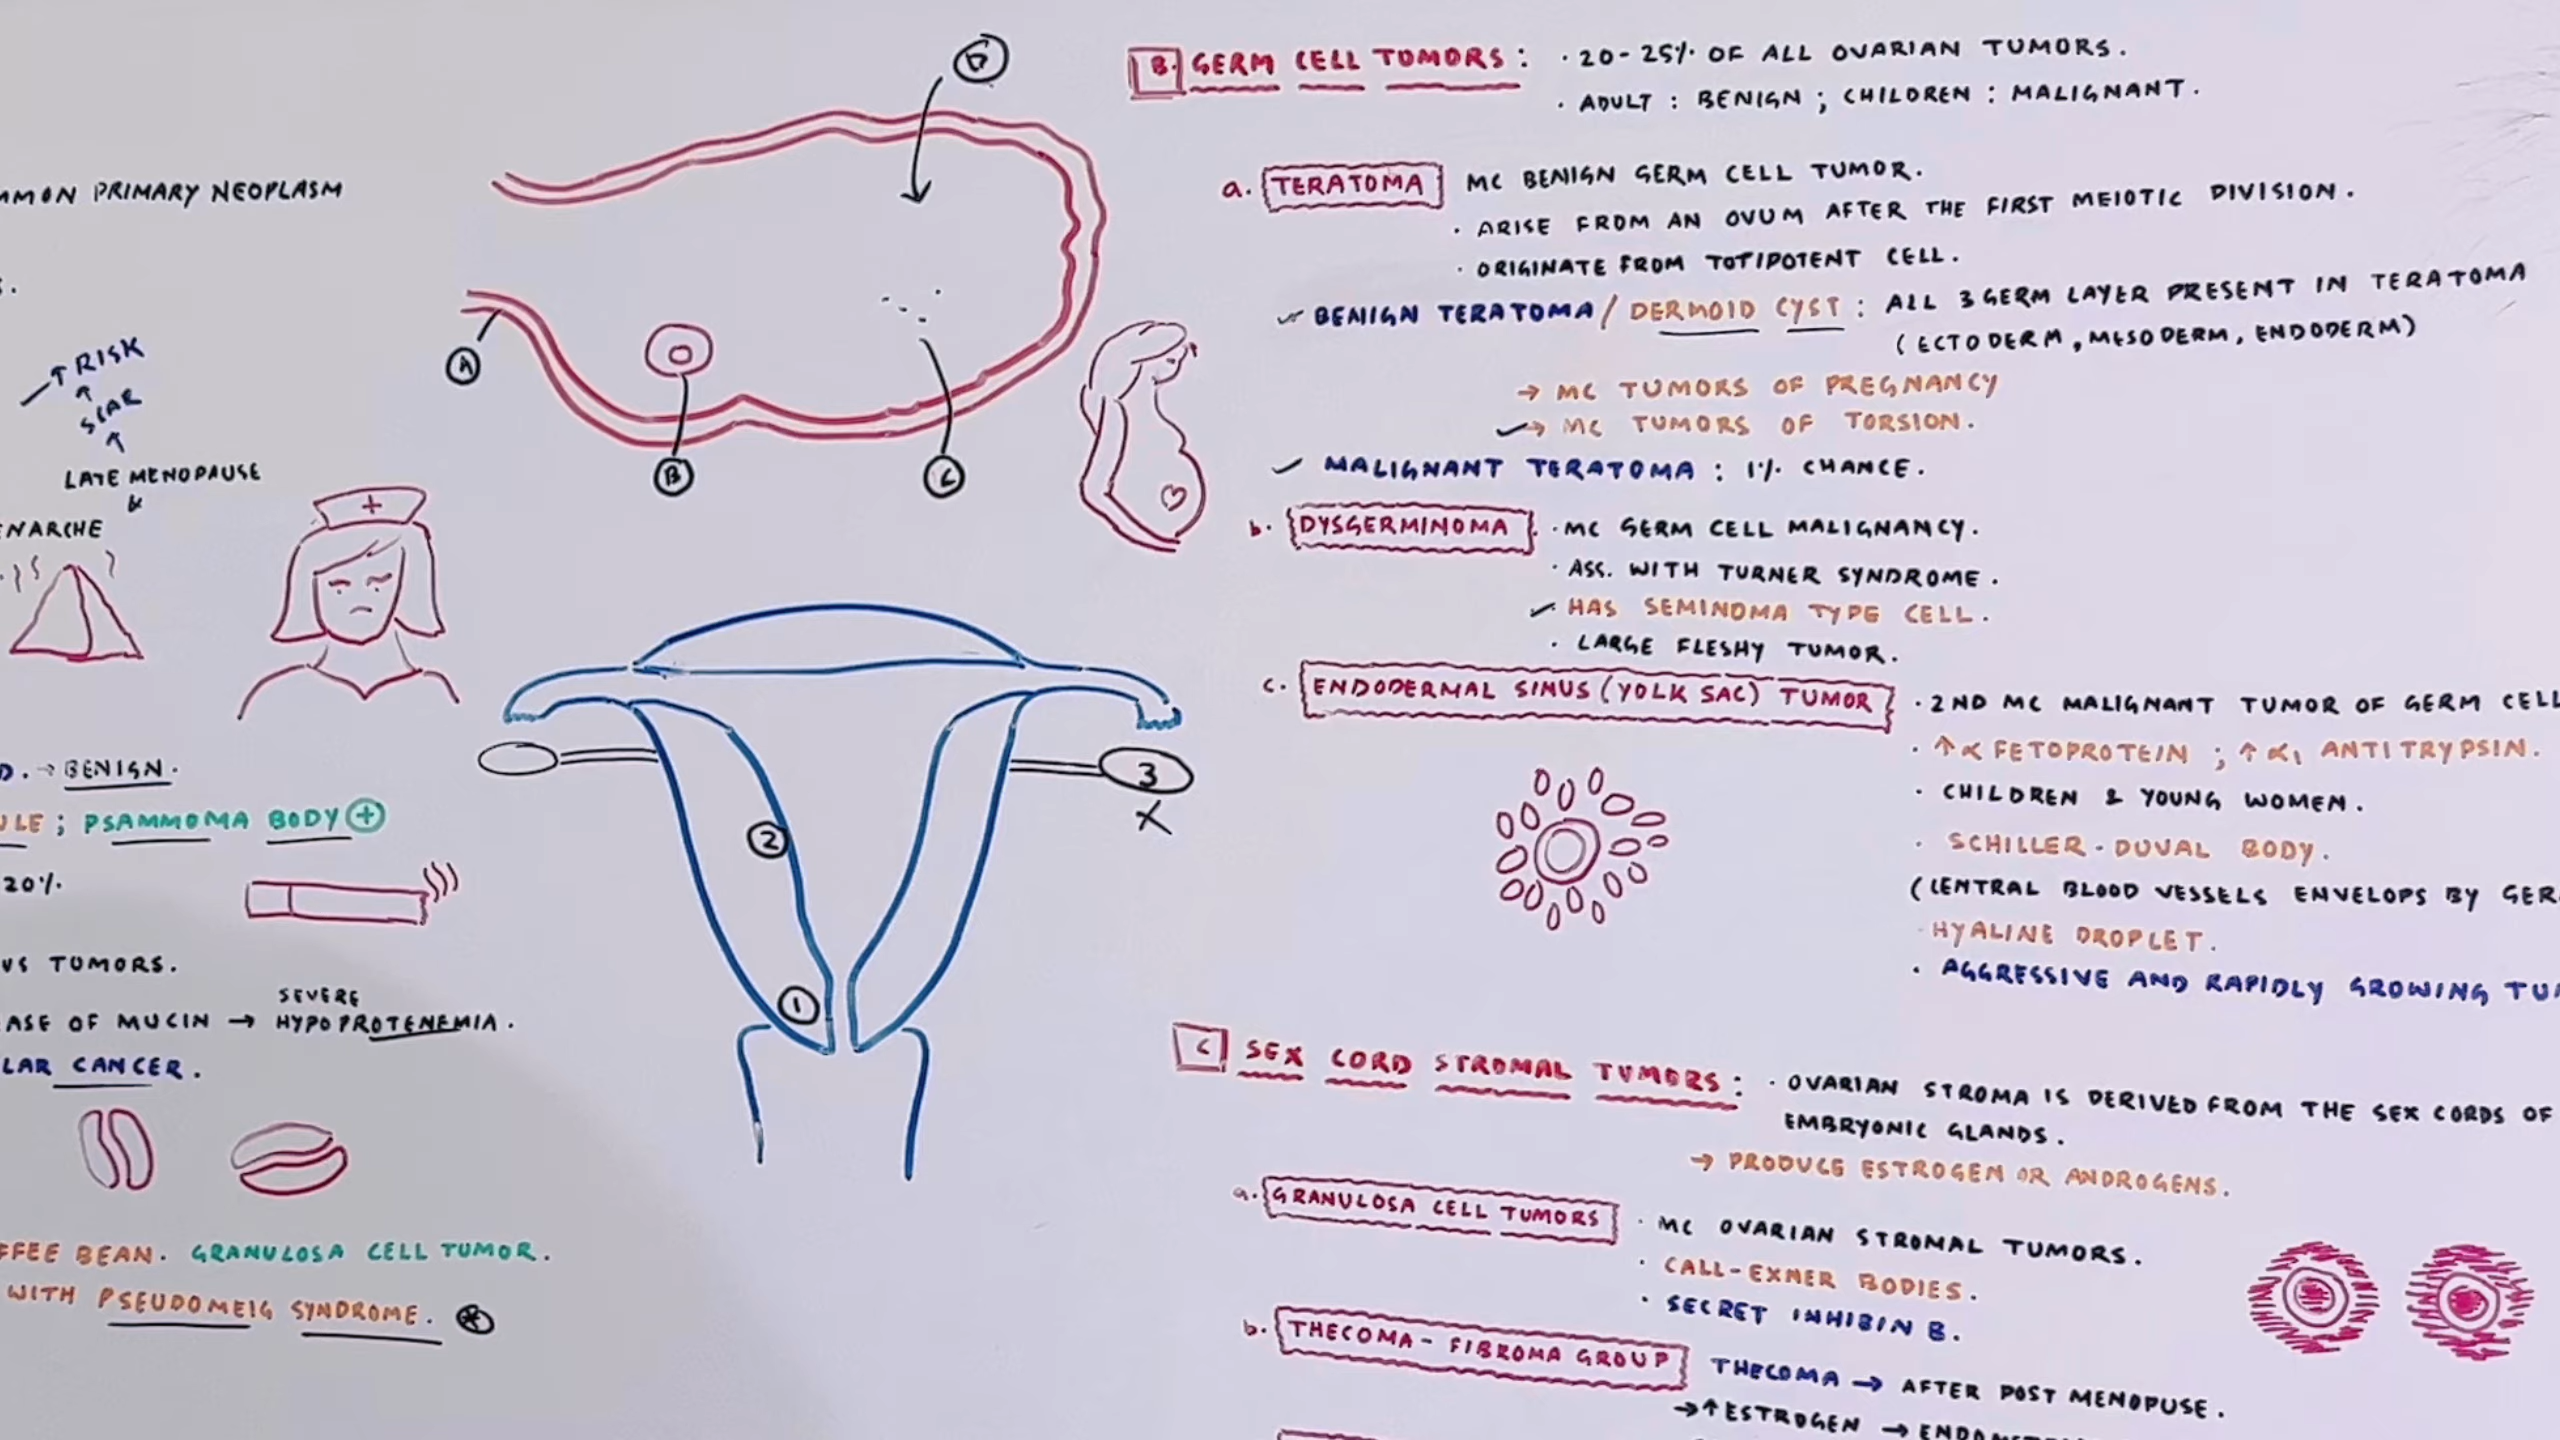 MMON PRIMARY NEOPLASM
↑ RISK
↑
SCAR
↑
LATE MENOPAUSE
&
ENARCHE
D. → BENIGN.
ULE ; PSAMMOMA BODY +
20%.
US TUMORS.
SEVERE
ASE OF MUCIN → HYPOPROTENEMIA.
LAR CANCER.
FFEE BEAN. GRANULOSA CELL TUMOR.
WITH PSEUDOMEIG SYNDROME. *
D
A
B
C
2
3
X
1
B. GERM CELL TUMORS : · 20-25% OF ALL OVARIAN TUMORS.
· ADULT : BENIGN ; CHILDREN : MALIGNANT.
a. TERATOMA MC BENIGN GERM CELL TUMOR.
· ARISE FROM AN OVUM AFTER THE FIRST MEIOTIC DIVISION.
· ORIGINATE FROM TOTIPOTENT CELL.
✓ BENIGN TERATOMA / DERMOID CYST : ALL 3 GERM LAYER PRESENT IN TERATOMA
(ECTODERM, MESODERM, ENDODERM)
→ MC TUMORS OF PREGNANCY
✓→ MC TUMORS OF TORSION.
✓ MALIGNANT TERATOMA : 1% CHANCE.
b. DYSGERMINOMA · MC GERM CELL MALIGNANCY.
· ASS. WITH TURNER SYNDROME.
✓ HAS SEMINOMA TYPE CELL.
· LARGE FLESHY TUMOR.
c. ENDODERMAL SINUS (YOLK SAC) TUMOR · 2ND MC MALIGNANT TUMOR OF GERM CELL
· ↑ α FETOPROTEIN ; ↑ α1 ANTITRYPSIN.
· CHILDREN & YOUNG WOMEN.
· SCHILLER-DUVAL BODY.
(CENTRAL BLOOD VESSELS ENVELOPS BY GER
· HYALINE DROPLET.
· AGGRESSIVE AND RAPIDLY GROWING TU
C SEX CORD STROMAL TUMORS : · OVARIAN STROMA IS DERIVED FROM THE SEX CORDS OF
EMBRYONIC GLANDS.
→ PRODUCE ESTROGEN OR ANDROGENS.
a. GRANULOSA CELL TUMORS · MC OVARIAN STROMAL TUMORS.
· CALL-EXNER BODIES.
· SECRET INHIBIN B.
b. THECOMA - FIBROMA GROUP THECOMA → AFTER POST MENOPUSE.
→ ↑ ESTROGEN →